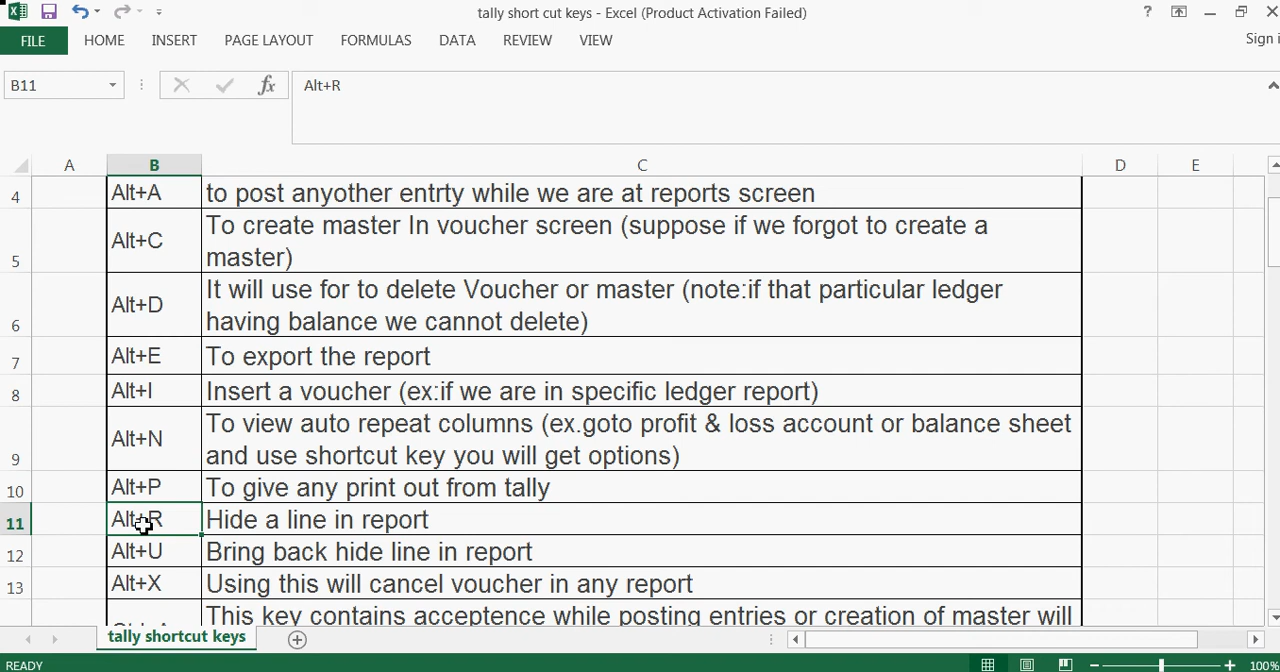 tally short cut keys - Excel (Product Activation Failed)
FILE HOME INSERT PAGE LAYOUT FORMULAS DATA REVIEW VIEW Sign i
B11 fx Alt+R
A B C D E
4 Alt+A to post anyother entrty while we are at reports screen
To create master In voucher screen (suppose if we forgot to create a
5 Alt+C master)
It will use for to delete Voucher or master (note:if that particular ledger
6 Alt+D having balance we cannot delete)
7 Alt+E To export the report
8 Alt+I Insert a voucher (ex:if we are in specific ledger report)
To view auto repeat columns (ex.goto profit & loss account or balance sheet
9 Alt+N and use shortcut key you will get options)
10 Alt+P To give any print out from tally
11 Alt+R Hide a line in report
12 Alt+U Bring back hide line in report
13 Alt+X Using this will cancel voucher in any report
This key contains acceptence while posting entries or creation of master will
tally shortcut keys
READY 100%